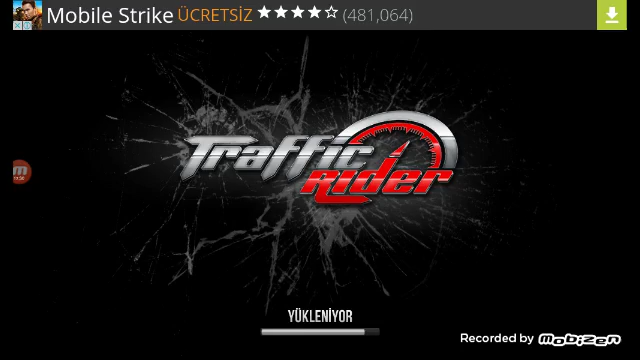 Mobile Strike ÜCRETSİZ (481,064)
Traffic
Rider
YÜKLENİYOR
Recorded by MOBIZEN